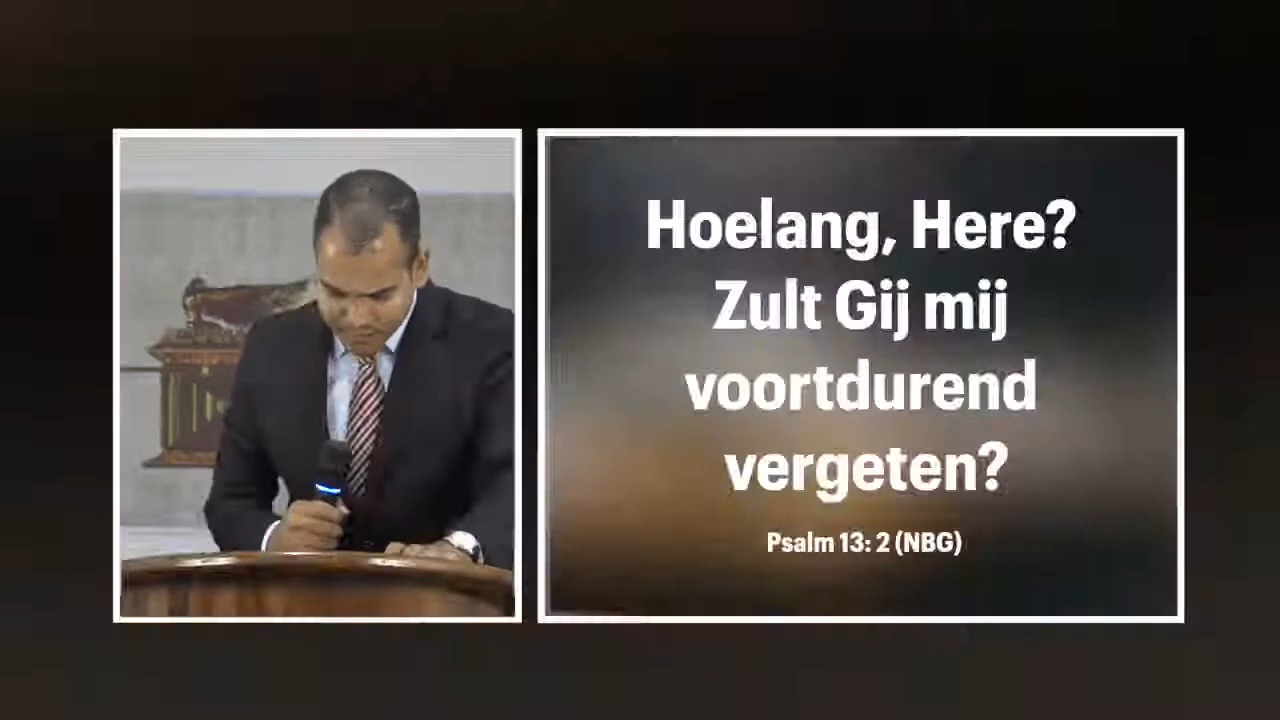 Hoelang, Here?
Zult Gij mij
voortdurend
vergeten?
Psalm 13: 2 (NBG)